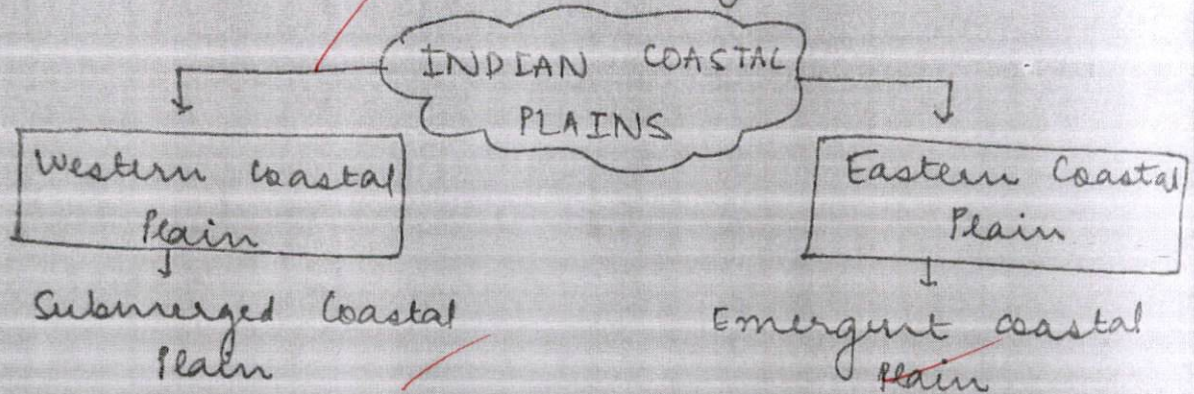 INDIAN COASTAL
PLAINS
Western Coastal
Plain
Eastern Coastal
Plain
Submerged Coastal
Plain
Emergent coastal
plain